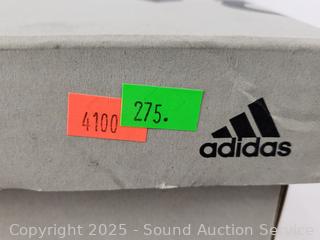 4100
275.
adidas
Copyright 2025 - Sound Auction Service